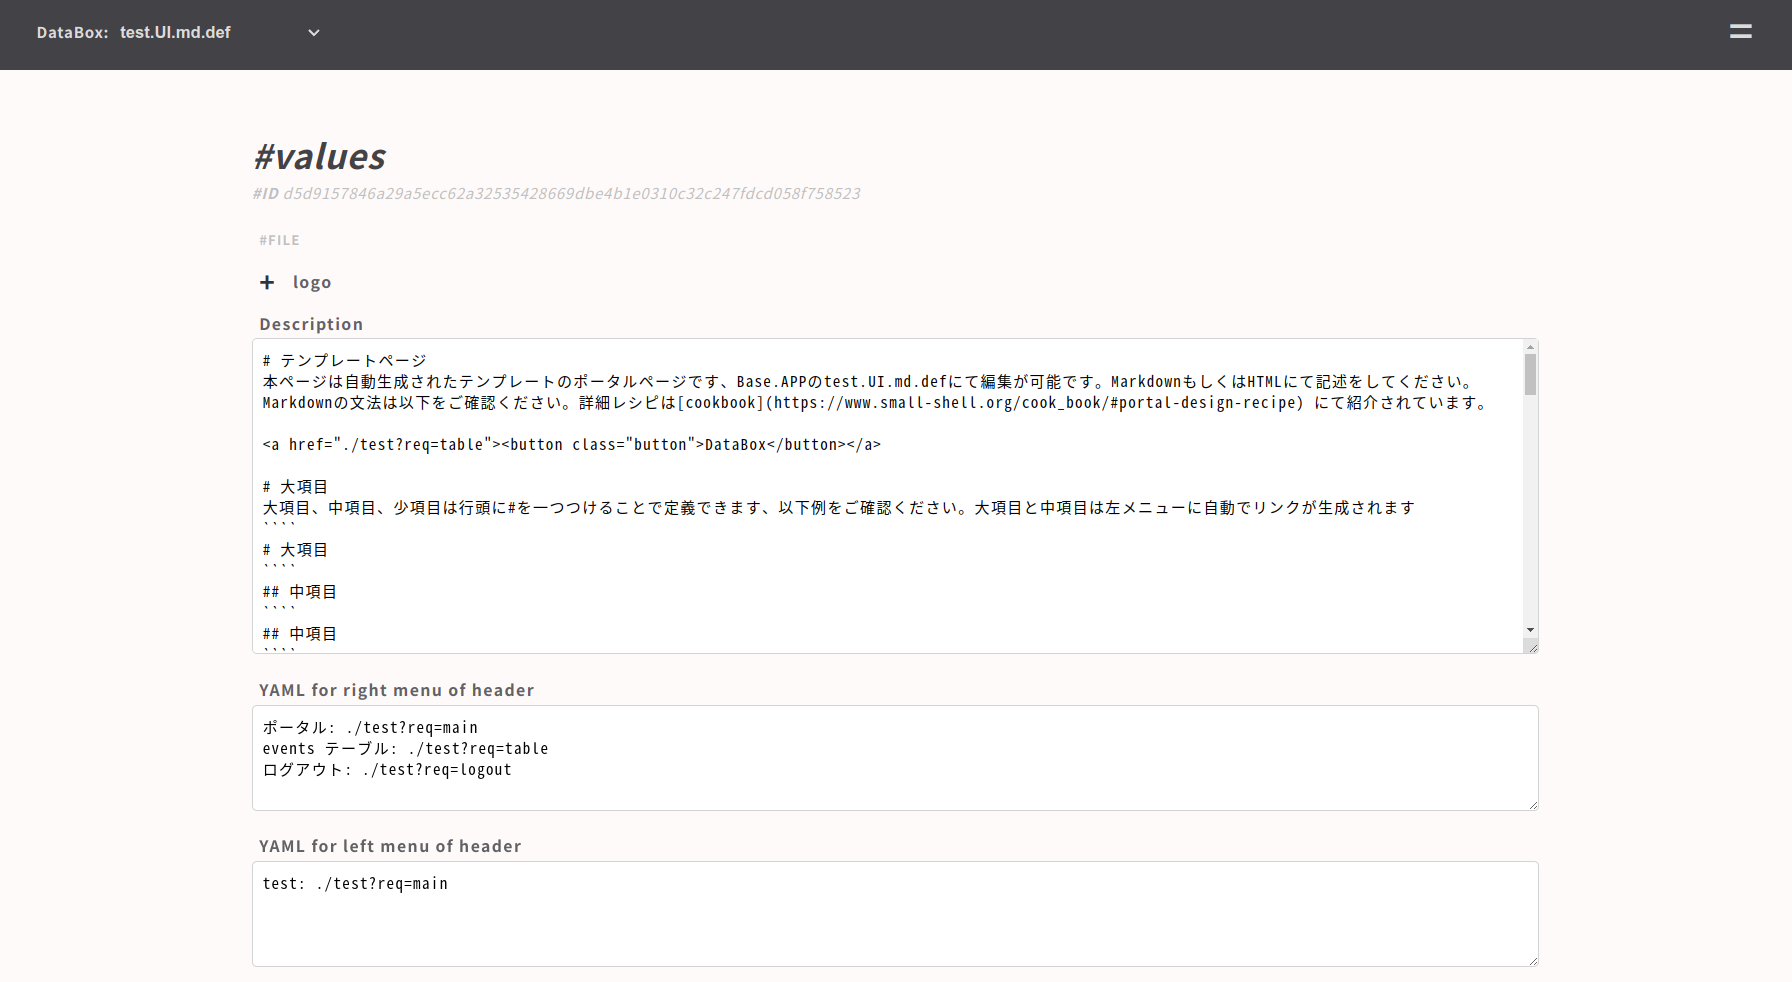 DataBox: test.UI.md.def
#values
#ID d5d9157846a29a5ecc62a32535428669dbe4b1e0310c32c247fdcd058f758523
#FILE
+ logo
Description
# テンプレートページ
本ページは自動生成されたテンプレートのポータルページです、Base.APPのtest.UI.md.defにて編集が可能です。MarkdownもしくはHTMLにて記述をしてください。
Markdownの文法は以下をご確認ください。詳細レシピは[cookbook](https://www.small-shell.org/cook_book/#portal-design-recipe) にて紹介されています。
<a href="./test?req=table"><button class="button">DataBox</button></a>
# 大項目
大項目、中項目、少項目は行頭に#を一つつけることで定義できます、以下例をご確認ください。大項目と中項目は左メニューに自動でリンクが生成されます
````
# 大項目
````
## 中項目
````
## 中項目
````
YAML for right menu of header
ポータル: ./test?req=main
events テーブル: ./test?req=table
ログアウト: ./test?req=logout
YAML for left menu of header
test: ./test?req=main